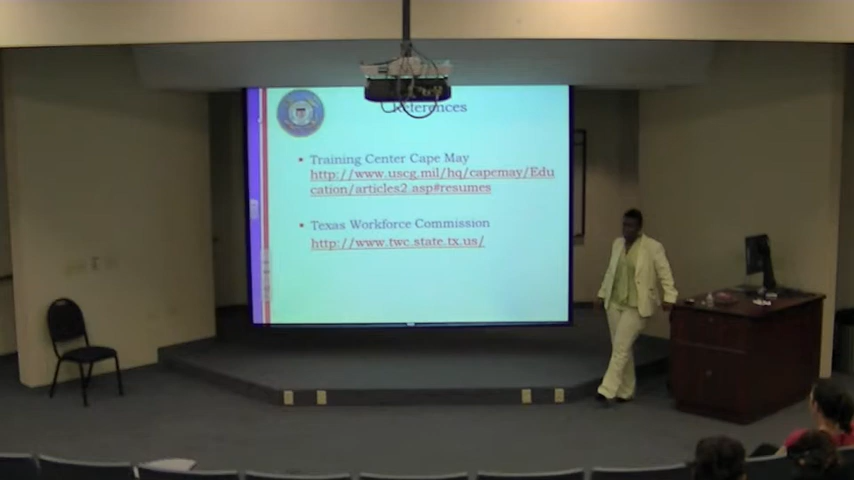 References
▪ Training Center Cape May
http://www.uscg.mil/hq/capemay/Edu
cation/articles2.asp#resumes
▪ Texas Workforce Commission
http://www.twc.state.tx.us/